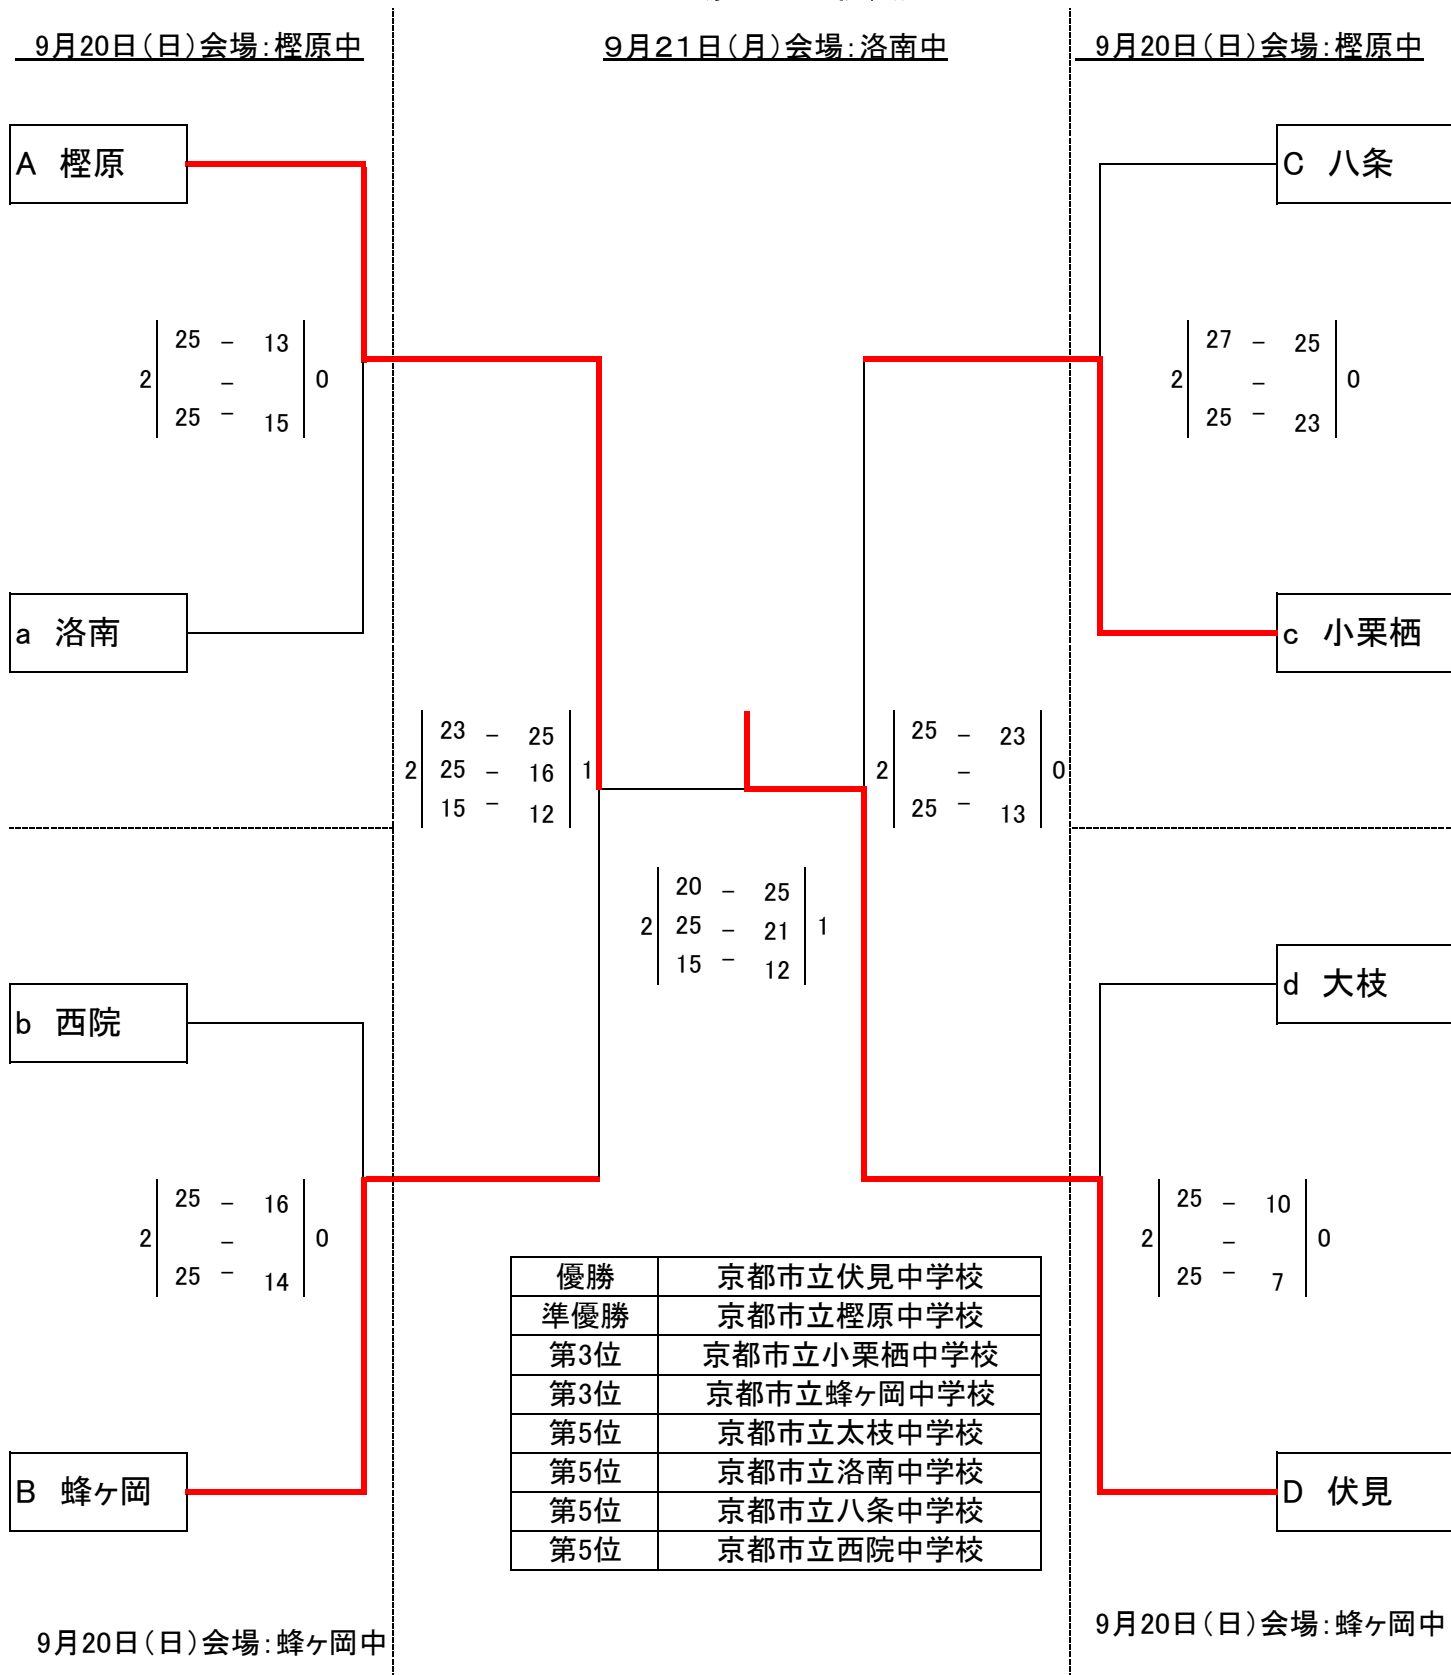 9月20日(日)会場:樫原中
9月21日(月)会場:洛南中
9月20日(日)会場:樫原中
A 樫原
C 八条
25 － 13
2 － 0
25 － 15
27 － 25
2 － 0
25 － 23
a 洛南
c 小栗栖
23 － 25
2 25 － 16 1
15 － 12
25 － 23
2 － 0
25 － 13
20 － 25
2 25 － 21 1
15 － 12
b 西院
d 大枝
25 － 16
2 － 0
25 － 14
25 － 10
2 － 0
25 － 7
優勝 京都市立伏見中学校
準優勝 京都市立樫原中学校
第3位 京都市立小栗栖中学校
第3位 京都市立蜂ヶ岡中学校
第5位 京都市立太枝中学校
第5位 京都市立洛南中学校
第5位 京都市立八条中学校
第5位 京都市立西院中学校
B 蜂ヶ岡
D 伏見
9月20日(日)会場:蜂ヶ岡中
9月20日(日)会場:蜂ヶ岡中